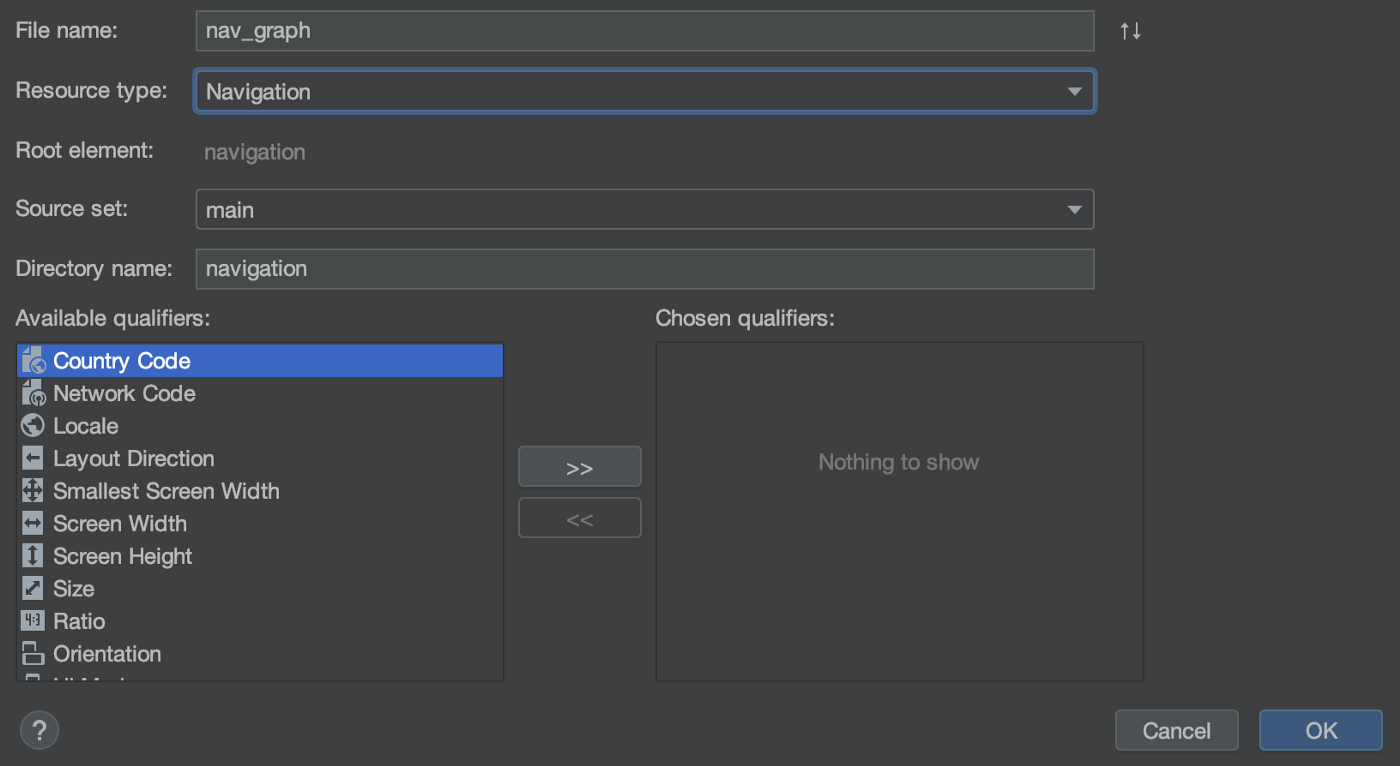 File name:
nav_graph
Resource type:
Navigation
Root element:
navigation
Source set:
main
Directory name:
navigation
Available qualifiers:
Chosen qualifiers:
Country Code
Network Code
Locale
Layout Direction
Smallest Screen Width
Screen Width
Screen Height
Size
4:3
Ratio
Orientation
>>
<<
Nothing to show
?
Cancel
OK